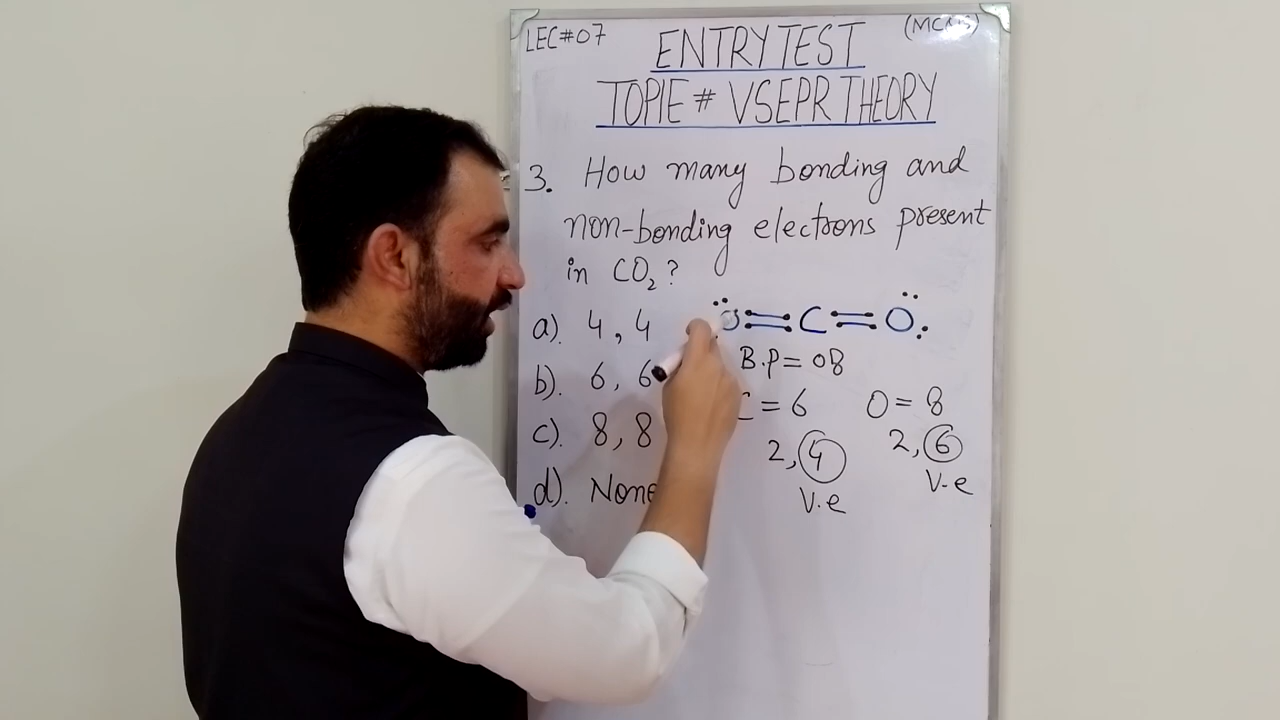 LEC#07
(MCQS)
ENTRY TEST
TOPIE # VSEPR THEORY
3. How many bonding and
non-bonding electrons present
in CO₂?
a). 4, 4
b). 6, 6
c). 8, 8
d). None
O=C=O
B.P = 08
C = 6 O = 8
2, 4 2, 6
V.e V-e